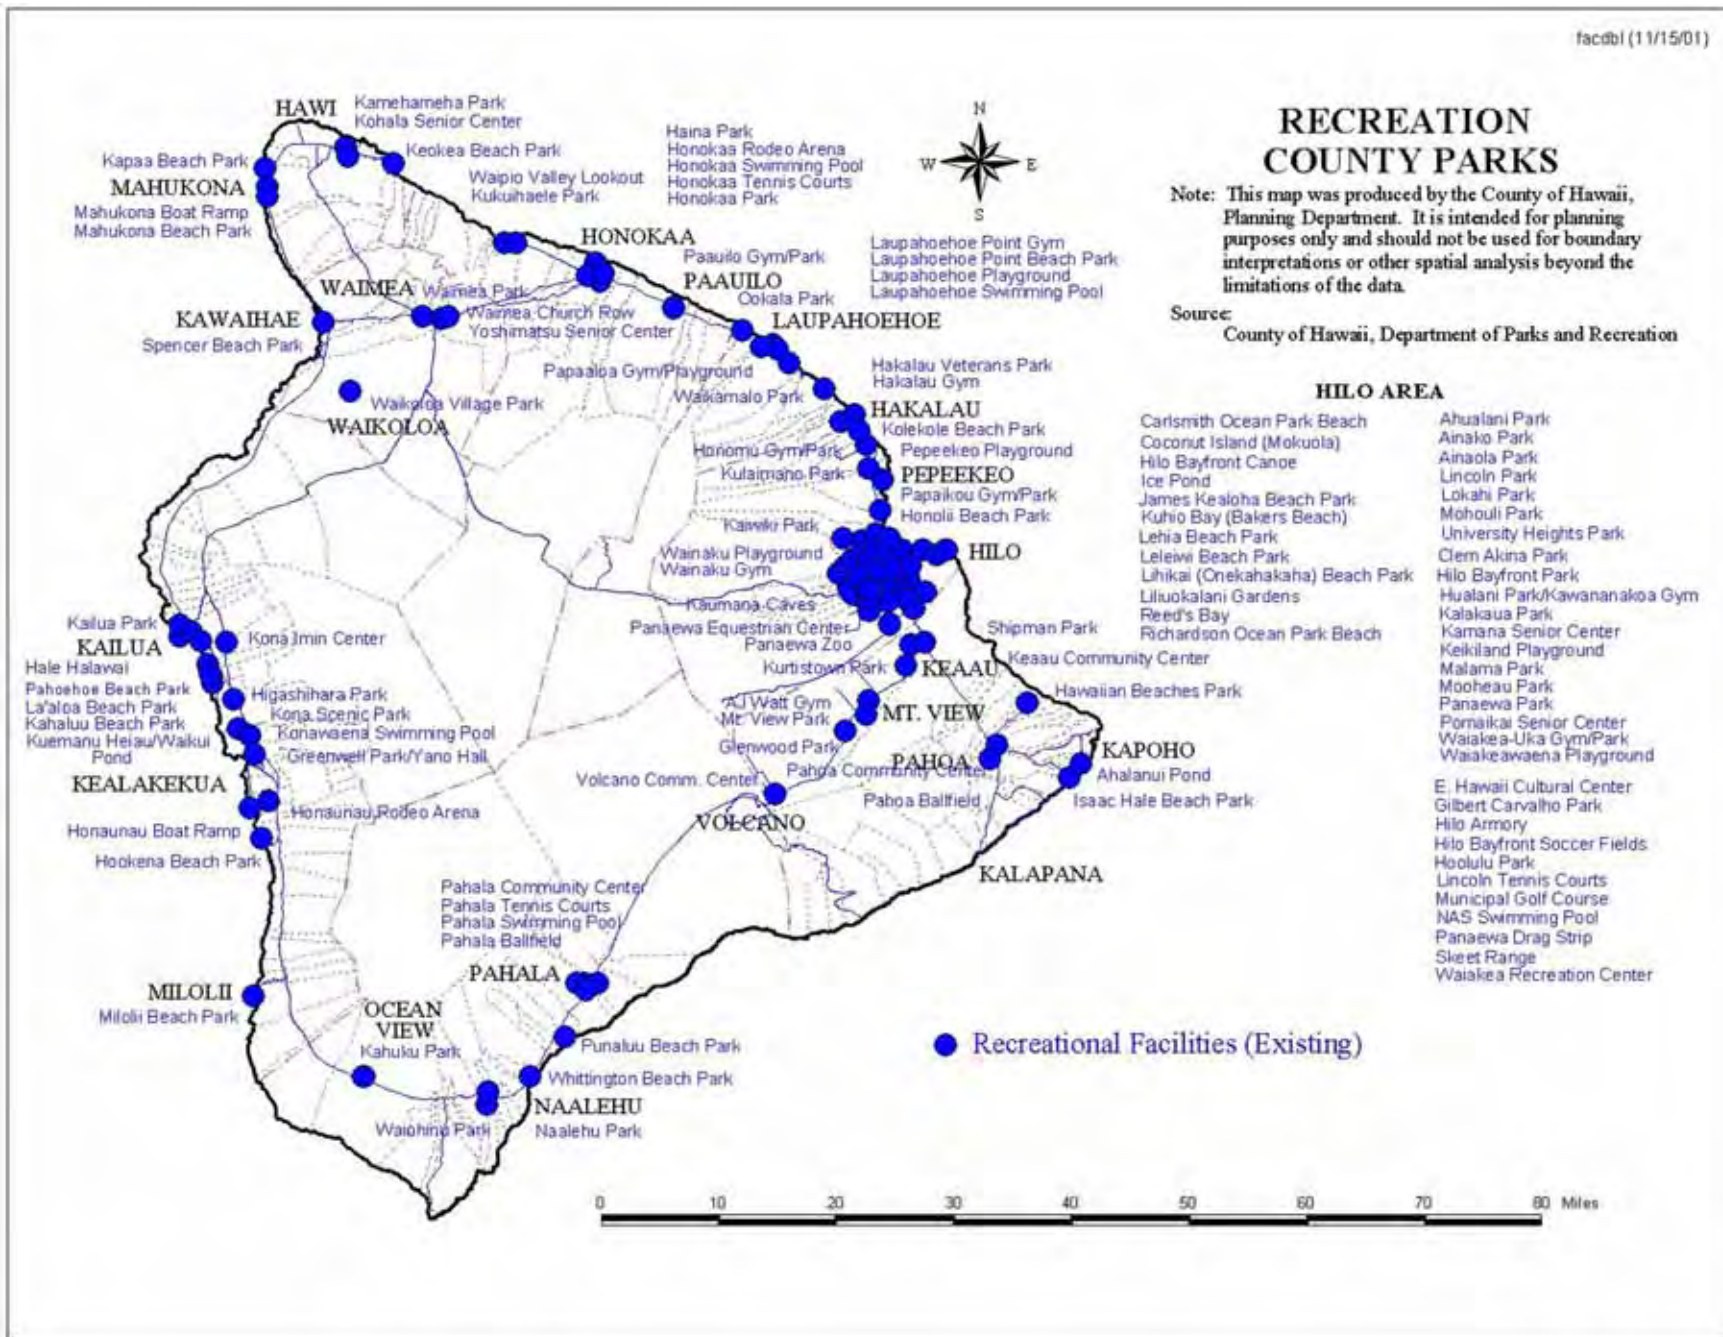 facdbl (11/15/01)
RECREATION
COUNTY PARKS
Note: This map was produced by the County of Hawaii,
Planning Department. It is intended for planning
purposes only and should not be used for boundary
interpretations or other spatial analysis beyond the
limitations of the data.
Source:
County of Hawaii, Department of Parks and Recreation
N
W
E
S
HAWI
Kamehameha Park
Kohala Senior Center
Kapaa Beach Park
Keokea Beach Park
MAHUKONA
Mahukona Boat Ramp
Mahukona Beach Park
Waipio Valley Lookout
Kukuihaele Park
Haina Park
Honokaa Rodeo Arena
Honokaa Swimming Pool
Honokaa Tennis Courts
Honokaa Park
HONOKAA
Paauilo Gym/Park
PAAUILO
Laupahoehoe Point Gym
Laupahoehoe Point Beach Park
Laupahoehoe Playground
Laupahoehoe Swimming Pool
WAIMEA
Waimea Park
Ookala Park
KAWAIHAE
Waimea Church Row
LAUPAHOEHOE
Spencer Beach Park
Yoshimatsu Senior Center
Papaaloa Gym/Playground
Hakalau Veterans Park
Hakalau Gym
Waikoloa Village Park
Waikamalo Park
WAIKOLOA
HAKALAU
Kolekole Beach Park
Honomu Gym/Park
Pepeekeo Playground
Kulaimano Park
PEPEEKEO
Papaikou Gym/Park
Honolii Beach Park
Kaiwiki Park
Wainaku Playground
HILO
Wainaku Gym
Kaumana Caves
Panaewa Equestrian Center
Shipman Park
Panaewa Zoo
Kurtistown Park
KEAAU
Keaau Community Center
Kailua Park
KAILUA
Kona Imin Center
Hale Halawai
Pahoehoe Beach Park
La'aloa Beach Park
Kahaluu Beach Park
Kuemanu Heiau/Waikui
Pond
Higashihara Park
Kona Scenic Park
Konawaena Swimming Pool
Greenwell Park/Yano Hall
KEALAKEKUA
Honaunau Rodeo Arena
Honaunau Boat Ramp
Hookena Beach Park
AJ Watt Gym
Mt. View Park
MT. VIEW
Hawaiian Beaches Park
Glenwood Park
PAHOA
KAPOHO
Volcano Comm. Center
Pahoa Community Center
Ahalanui Pond
Pahoa Ballfield
Isaac Hale Beach Park
VOLCANO
KALAPANA
Pahala Community Center
Pahala Tennis Courts
Pahala Swimming Pool
Pahala Ballfield
PAHALA
MILOLII
Milolii Beach Park
OCEAN
VIEW
Kahuku Park
Punaluu Beach Park
Whittington Beach Park
NAALEHU
Waiohinu Park
Naalehu Park
HILO AREA
Carlsmith Ocean Park Beach
Coconut Island (Mokuola)
Hilo Bayfront Canoe
Ice Pond
James Kealoha Beach Park
Kuhio Bay (Bakers Beach)
Lehia Beach Park
Leleiwi Beach Park
Lihikai (Onekahakaha) Beach Park
Liliuokalani Gardens
Reed's Bay
Richardson Ocean Park Beach
Ahualani Park
Ainako Park
Ainaola Park
Lincoln Park
Lokahi Park
Mohouli Park
University Heights Park
Clem Akina Park
Hilo Bayfront Park
Hualani Park/Kawananakoa Gym
Kalakaua Park
Kamana Senior Center
Keikiland Playground
Malama Park
Mooheau Park
Panaewa Park
Pomaikai Senior Center
Waiakea-Uka Gym/Park
Waiakeawaena Playground
E. Hawaii Cultural Center
Gilbert Carvalho Park
Hilo Armory
Hilo Bayfront Soccer Fields
Hoolulu Park
Lincoln Tennis Courts
Municipal Golf Course
NAS Swimming Pool
Panaewa Drag Strip
Skeet Range
Waiakea Recreation Center
Recreational Facilities (Existing)
0 10 20 30 40 50 60 70 80 Miles